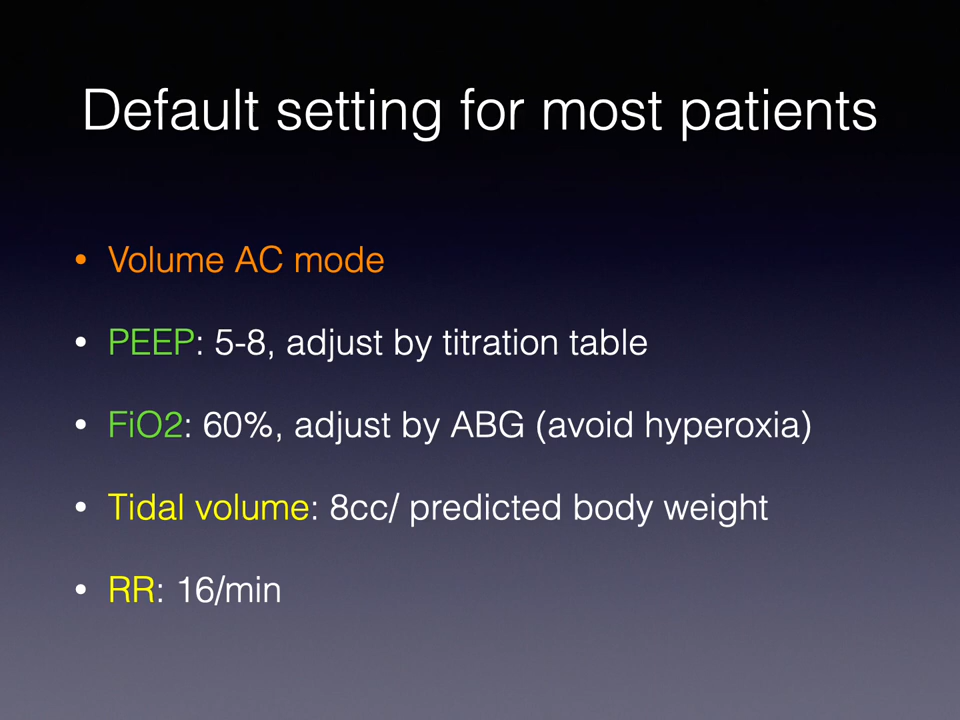 Default setting for most patients
• Volume AC mode
• PEEP: 5-8, adjust by titration table
• FiO2: 60%, adjust by ABG (avoid hyperoxia)
• Tidal volume: 8cc/ predicted body weight
• RR: 16/min